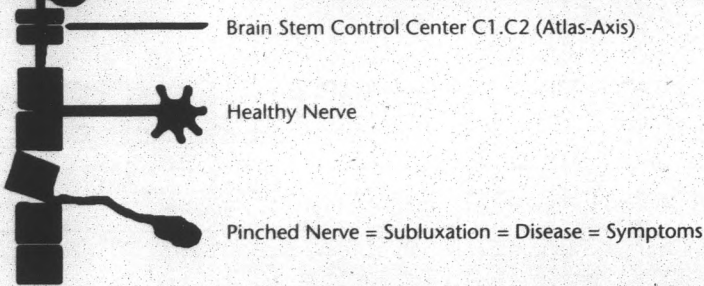 Brain Stem Control Center C1.C2 (Atlas-Axis)
Healthy Nerve
Pinched Nerve = Subluxation = Disease = Symptoms